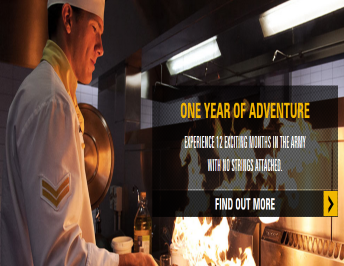 ONE YEAR OF ADVENTURE
EXPERIENCE 12 EXCITING MONTHS IN THE ARMY
WITH NO STRINGS ATTACHED.
FIND OUT MORE